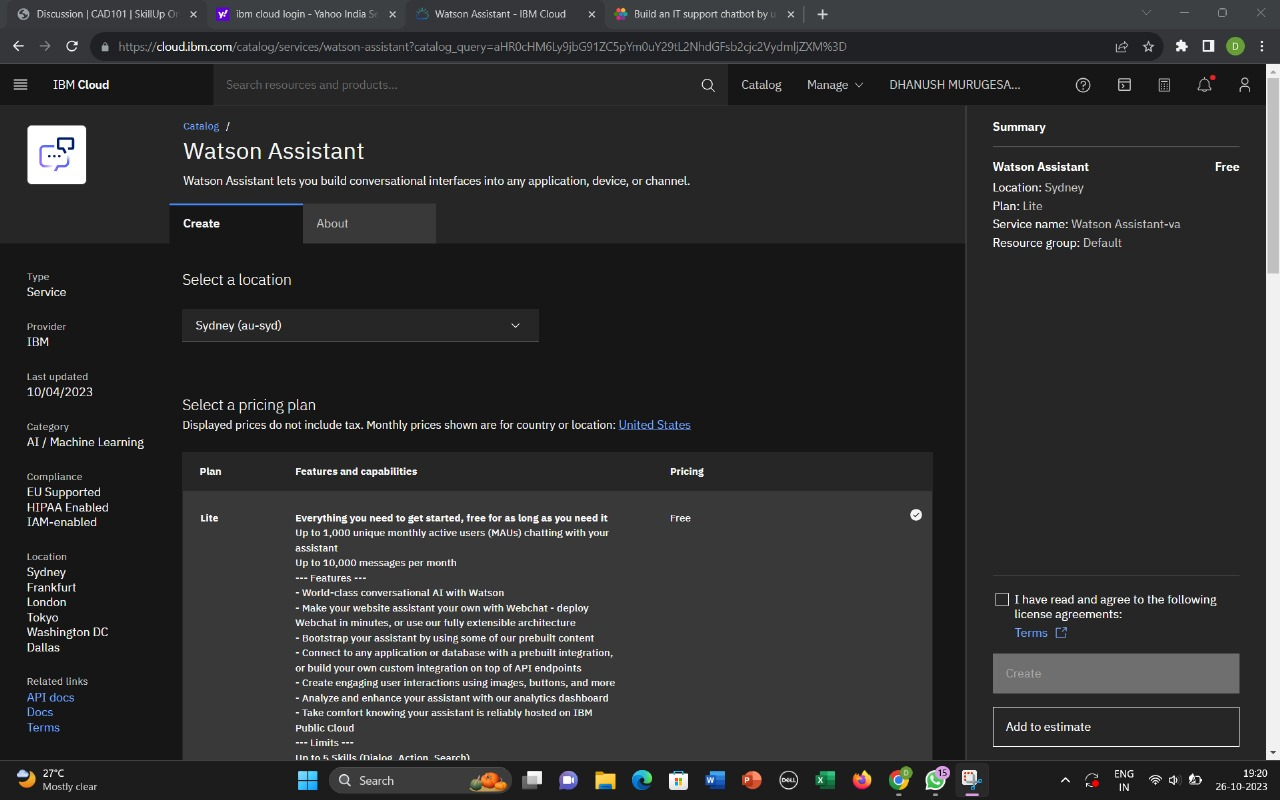 Discussion | CAD101 | SkillUp On
ibm cloud login - Yahoo India Se
Watson Assistant - IBM Cloud
Build an IT support chatbot by u
https://cloud.ibm.com/catalog/services/watson-assistant?catalog_query=aHR0cHM6Ly9jbG91ZC5pYm0uY29tL2NhdGFsb2cjc2VydmljZXM%3D
D
IBM Cloud
Search resources and products...
Catalog
Manage
DHANUSH MURUGESA...
Catalog /
Watson Assistant
Watson Assistant lets you build conversational interfaces into any application, device, or channel.
Create
About
Type
Service
Provider
IBM
Last updated
10/04/2023
Category
AI / Machine Learning
Compliance
EU Supported
HIPAA Enabled
IAM-enabled
Location
Sydney
Frankfurt
London
Tokyo
Washington DC
Dallas
Related links
API docs
Docs
Terms
Select a location
Sydney (au-syd)
Select a pricing plan
Displayed prices do not include tax. Monthly prices shown are for country or location: United States
Plan Features and capabilities Pricing
Lite
Everything you need to get started, free for as long as you need it
Free
Up to 1,000 unique monthly active users (MAUs) chatting with your
assistant
Up to 10,000 messages per month
--- Features ---
- World-class conversational AI with Watson
- Make your website assistant your own with Webchat - deploy
Webchat in minutes, or use our fully extensible architecture
- Bootstrap your assistant by using some of our prebuilt content
- Connect to any application or database with a prebuilt integration,
or build your own custom integration on top of API endpoints
- Create engaging user interactions using images, buttons, and more
- Analyze and enhance your assistant with our analytics dashboard
- Take comfort knowing your assistant is reliably hosted on IBM
Public Cloud
--- Limits ---
Up to 5 Skills (Dialog, Action, Search)
Summary
Watson Assistant Free
Location: Sydney
Plan: Lite
Service name: Watson Assistant-va
Resource group: Default
I have read and agree to the following
license agreements:
Terms
Create
Add to estimate
27°C
Mostly clear
Search
DELL
D
15
ENG
IN
19:20
26-10-2023